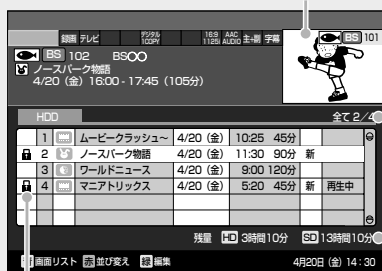 録画 テレビ デジタル 1COPY 16:9 1125i AAC AUDIO 主+副 字幕
BS 101
BS 102 BS〇〇
ノースパーク物語
4/20（金）16:00 - 17:45（105分）
HDD 全て 2/4
1 ムービークラッシュ～ 4/20（金） 10:25 45分
2 ノースパーク物語 4/20（金） 11:30 90分 新
3 ワールドニュース 4/20（金） 9:00 120分
4 マニアトリックス 4/20（金） 5:20 45分 新 再生中
残量 HD 3時間10分 SD 13時間10分
画面リスト 赤 並び変え 緑 編集 4月20日（金）14：30